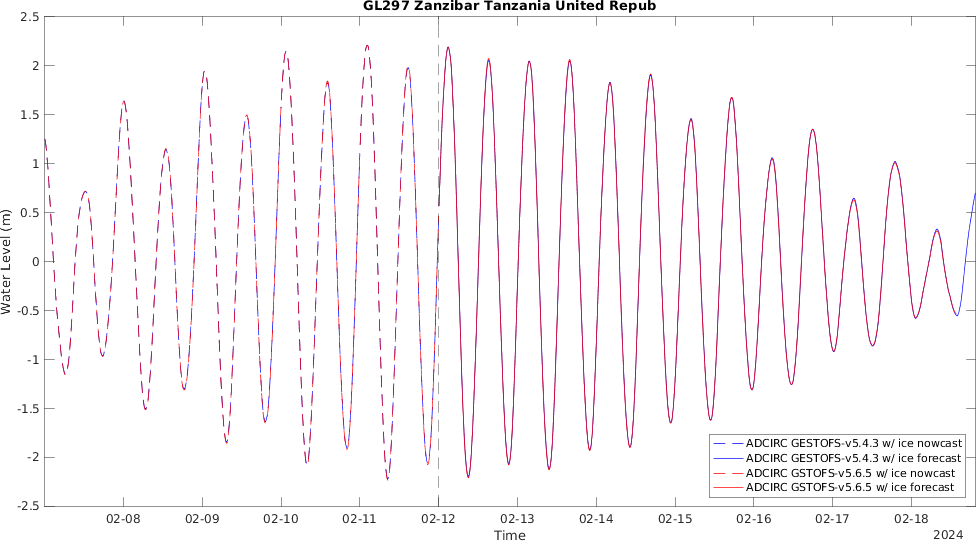 GL297 Zanzibar Tanzania United Repub
2.5
2
1.5
1
0.5
0
-0.5
-1
-1.5
-2
-2.5
Water Level (m)
ADCIRC GESTOFS-v5.4.3 w/ ice nowcast
ADCIRC GESTOFS-v5.4.3 w/ ice forecast
ADCIRC GSTOFS-v5.6.5 w/ ice nowcast
ADCIRC GSTOFS-v5.6.5 w/ ice forecast
02-08 02-09 02-10 02-11 02-12 02-13 02-14 02-15 02-16 02-17 02-18
Time
2024